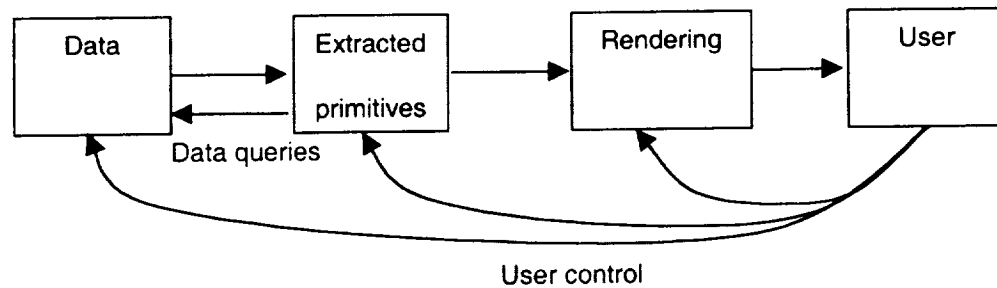 Data
Extracted
primitives
Rendering
User
Data queries
User control